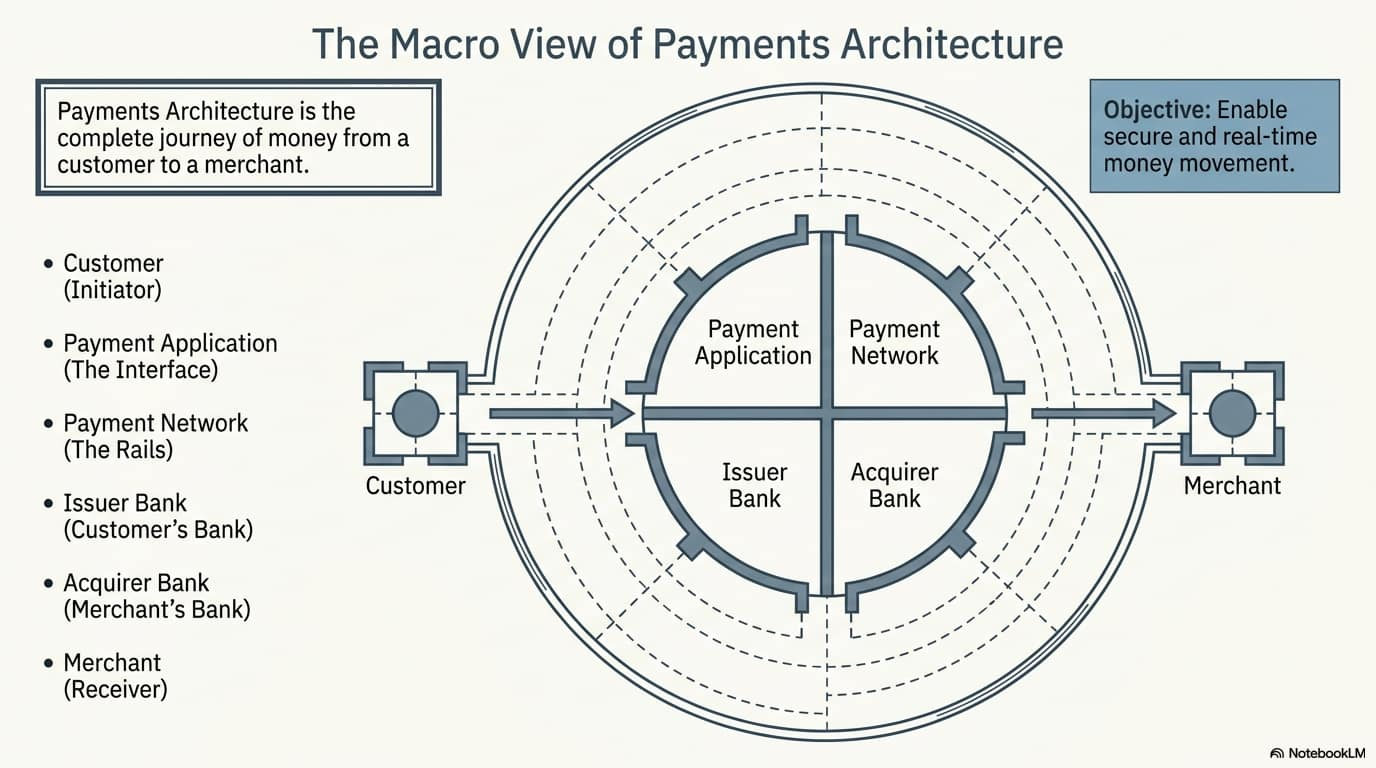 The Macro View of Payments Architecture
Payments Architecture is the
complete journey of money from a
customer to a merchant.
Objective: Enable
secure and real-time
money movement.
• Customer
(Initiator)
• Payment Application
(The Interface)
• Payment Network
(The Rails)
• Issuer Bank
(Customer’s Bank)
• Acquirer Bank
(Merchant’s Bank)
• Merchant
(Receiver)
Customer
Payment
Application
Payment
Network
Issuer
Bank
Acquirer
Bank
Merchant
NotebookLM